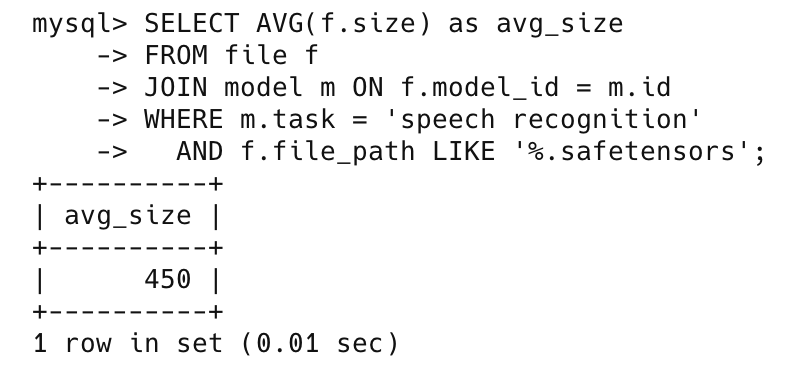 mysql> SELECT AVG(f.size) as avg_size
    -> FROM file f
    -> JOIN model m ON f.model_id = m.id
    -> WHERE m.task = 'speech recognition'
    ->   AND f.file_path LIKE '%.safetensors';
+----------+
| avg_size |
+----------+
|      450 |
+----------+
1 row in set (0.01 sec)